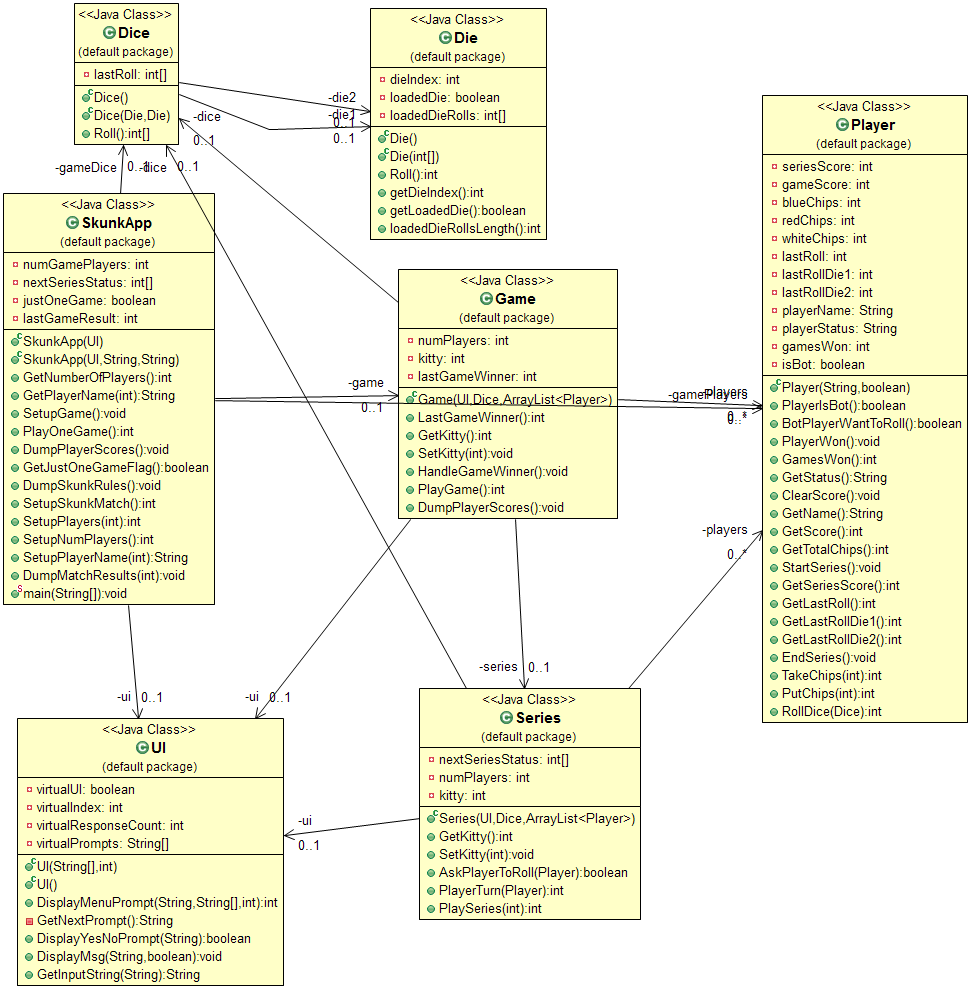 <<Java Class>>
Dice
(default package)
lastRoll: int[]
Dice()
Dice(Die,Die)
Roll():int[]
<<Java Class>>
Die
(default package)
dieIndex: int
loadedDie: boolean
loadedDieRolls: int[]
Die()
Die(int[])
Roll():int
getDieIndex():int
getLoadedDie():boolean
loadedDieRollsLength():int
-die2
0..1
-die1
0..1
-dice
0..1
-gameDice
0..1
-dice
0..1
<<Java Class>>
SkunkApp
(default package)
numGamePlayers: int
nextSeriesStatus: int[]
justOneGame: boolean
lastGameResult: int
SkunkApp(UI)
SkunkApp(UI,String,String)
GetNumberOfPlayers():int
GetPlayerName(int):String
SetupGame():void
PlayOneGame():int
DumpPlayerScores():void
GetJustOneGameFlag():boolean
DumpSkunkRules():void
SetupSkunkMatch():int
SetupPlayers(int):int
SetupNumPlayers():int
SetupPlayerName(int):String
DumpMatchResults(int):void
main(String[]):void
-game
0..1
<<Java Class>>
Game
(default package)
numPlayers: int
kitty: int
lastGameWinner: int
Game(UI,Dice,ArrayList<Player>)
LastGameWinner():int
GetKitty():int
SetKitty(int):void
HandleGameWinner():void
PlayGame():int
DumpPlayerScores():void
-gamePlayers
0..*
-players
0..*
<<Java Class>>
Player
(default package)
seriesScore: int
gameScore: int
blueChips: int
redChips: int
whiteChips: int
lastRoll: int
lastRollDie1: int
lastRollDie2: int
playerName: String
playerStatus: String
gamesWon: int
isBot: boolean
Player(String,boolean)
PlayerIsBot():boolean
BotPlayerWantToRoll():boolean
PlayerWon():void
GamesWon():int
GetStatus():String
ClearScore():void
GetName():String
GetScore():int
GetTotalChips():int
StartSeries():void
GetSeriesScore():int
GetLastRoll():int
GetLastRollDie1():int
GetLastRollDie2():int
EndSeries():void
TakeChips(int):int
PutChips(int):int
RollDice(Dice):int
-players
0..*
-ui
0..1
-ui
0..1
-series
0..1
<<Java Class>>
UI
(default package)
virtualUI: boolean
virtualIndex: int
virtualResponseCount: int
virtualPrompts: String[]
UI(String[],int)
UI()
DisplayMenuPrompt(String,String[],int):int
GetNextPrompt():String
DisplayYesNoPrompt(String):boolean
DisplayMsg(String,boolean):void
GetInputString(String):String
-ui
0..1
<<Java Class>>
Series
(default package)
nextSeriesStatus: int[]
numPlayers: int
kitty: int
Series(UI,Dice,ArrayList<Player>)
GetKitty():int
SetKitty(int):void
AskPlayerToRoll(Player):boolean
PlayerTurn(Player):int
PlaySeries(int):int